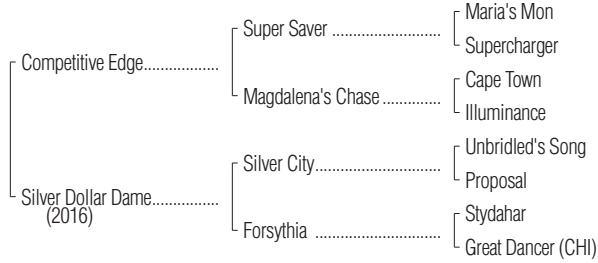 Maria's Mon
Super Saver ........................
Supercharger
Competitive Edge..................
Cape Town
Magdalena's Chase ..............
Illuminance
Unbridled's Song
Silver City............................
Proposal
Silver Dollar Dame................
(2016)
Stydahar
Forsythia ............................
Great Dancer (CHI)